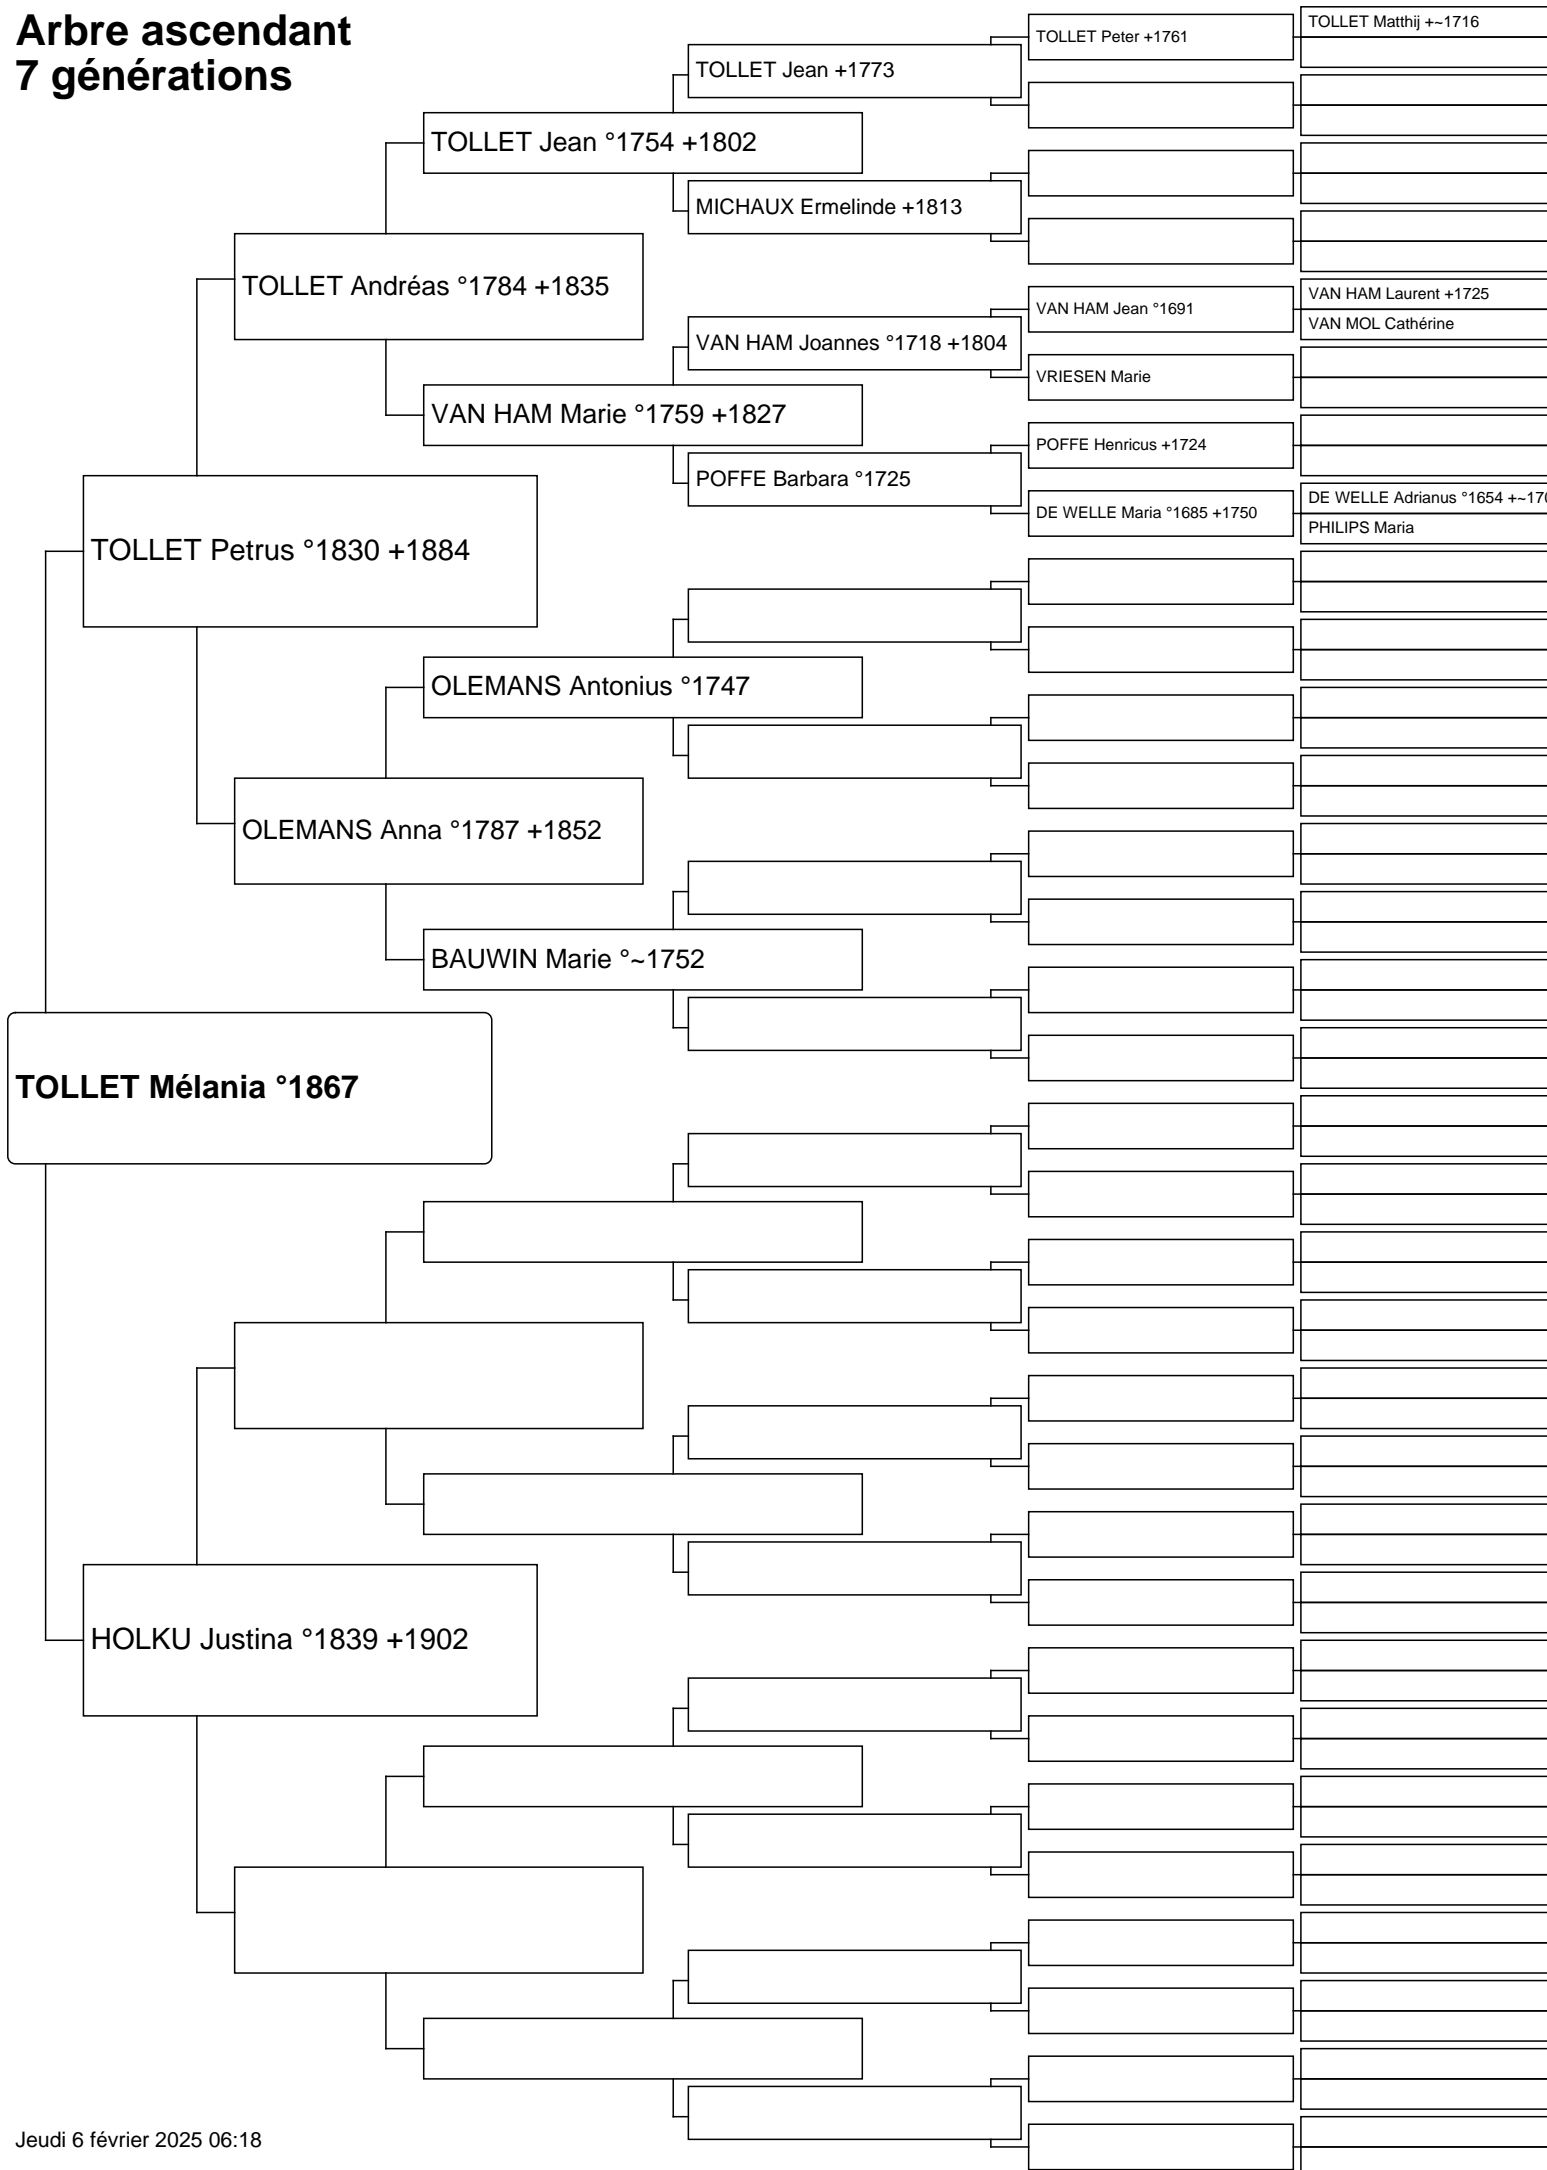 Arbre ascendant
7 générations
TOLLET Matthij +~1716
TOLLET Peter +1761
TOLLET Jean +1773
TOLLET Jean °1754 +1802
MICHAUX Ermelinde +1813
TOLLET Andréas °1784 +1835
VAN HAM Laurent +1725
VAN HAM Jean °1691
VAN MOL Cathérine
VAN HAM Joannes °1718 +1804
VRIESEN Marie
VAN HAM Marie °1759 +1827
POFFE Henricus +1724
POFFE Barbara °1725
DE WELLE Adrianus °1654 +~170
DE WELLE Maria °1685 +1750
PHILIPS Maria
TOLLET Petrus °1830 +1884
OLEMANS Antonius °1747
OLEMANS Anna °1787 +1852
BAUWIN Marie °~1752
TOLLET Mélania °1867
HOLKU Justina °1839 +1902
Jeudi 6 février 2025 06:18